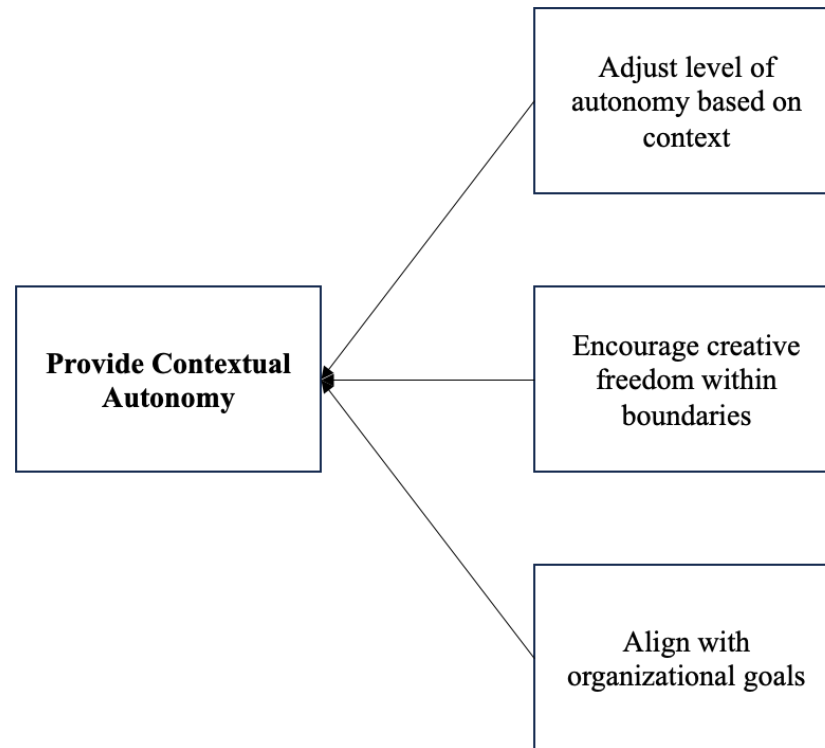 Adjust level of
autonomy based on
context
Provide Contextual
Autonomy
Encourage creative
freedom within
boundaries
Align with
organizational goals